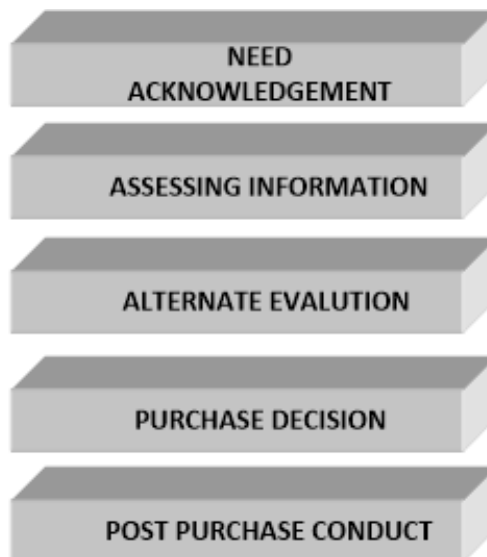 NEED
ACKNOWLEDGEMENT
ASSESSING INFORMATION
ALTERNATE EVALUTION
PURCHASE DECISION
POST PURCHASE CONDUCT